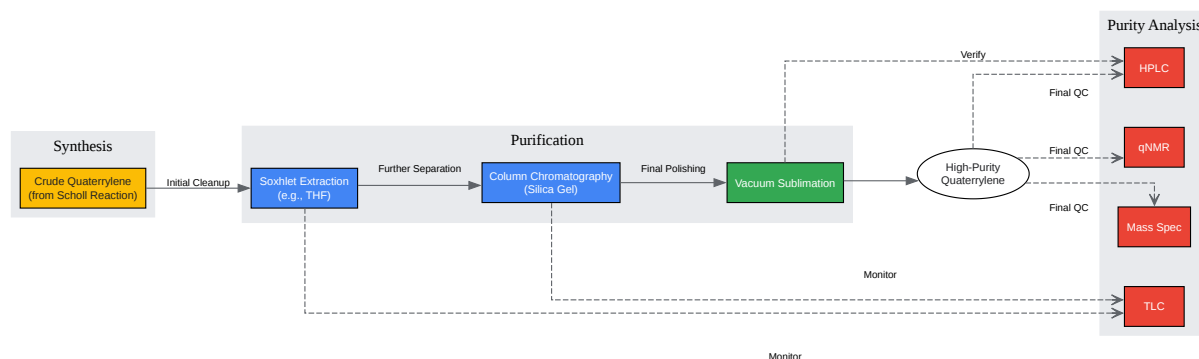 Purity Analysis
Verify
HPLC
Final QC
Synthesis
Purification
Final QC
qNMR
Crude Quaterrylene
(from Scholl Reaction)
Initial Cleanup
Soxhlet Extraction
(e.g., THF)
Further Separation
Column Chromatography
(Silica Gel)
Final Polishing
Vacuum Sublimation
High-Purity
Quaterrylene
Final QC
Mass Spec
Monitor
TLC
Monitor